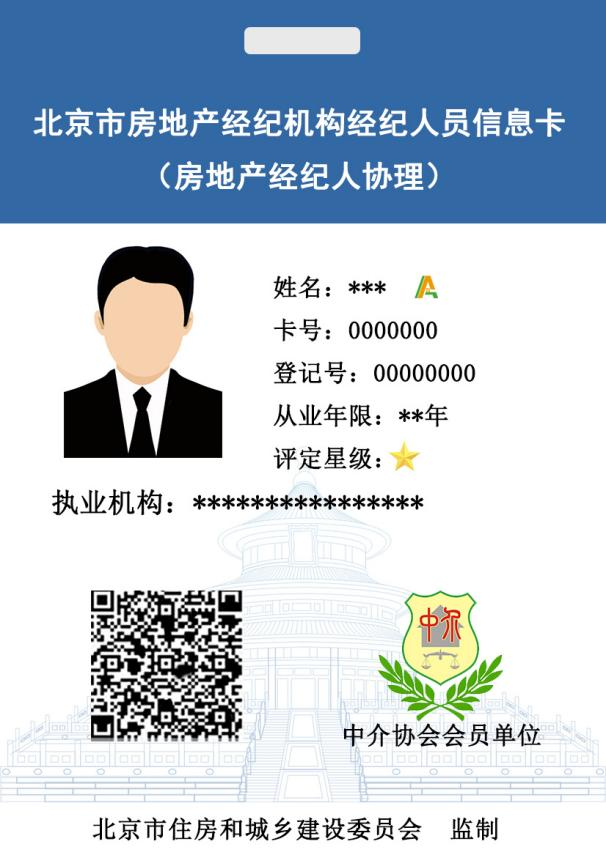 北京市房地产经纪机构经纪人员信息卡
（房地产经纪人协理）
姓名：*** A
卡号：0000000
登记号：00000000
从业年限：**年
评定星级：
执业机构：****************
中介
中介协会会员单位
北京市住房和城乡建设委员会 监制